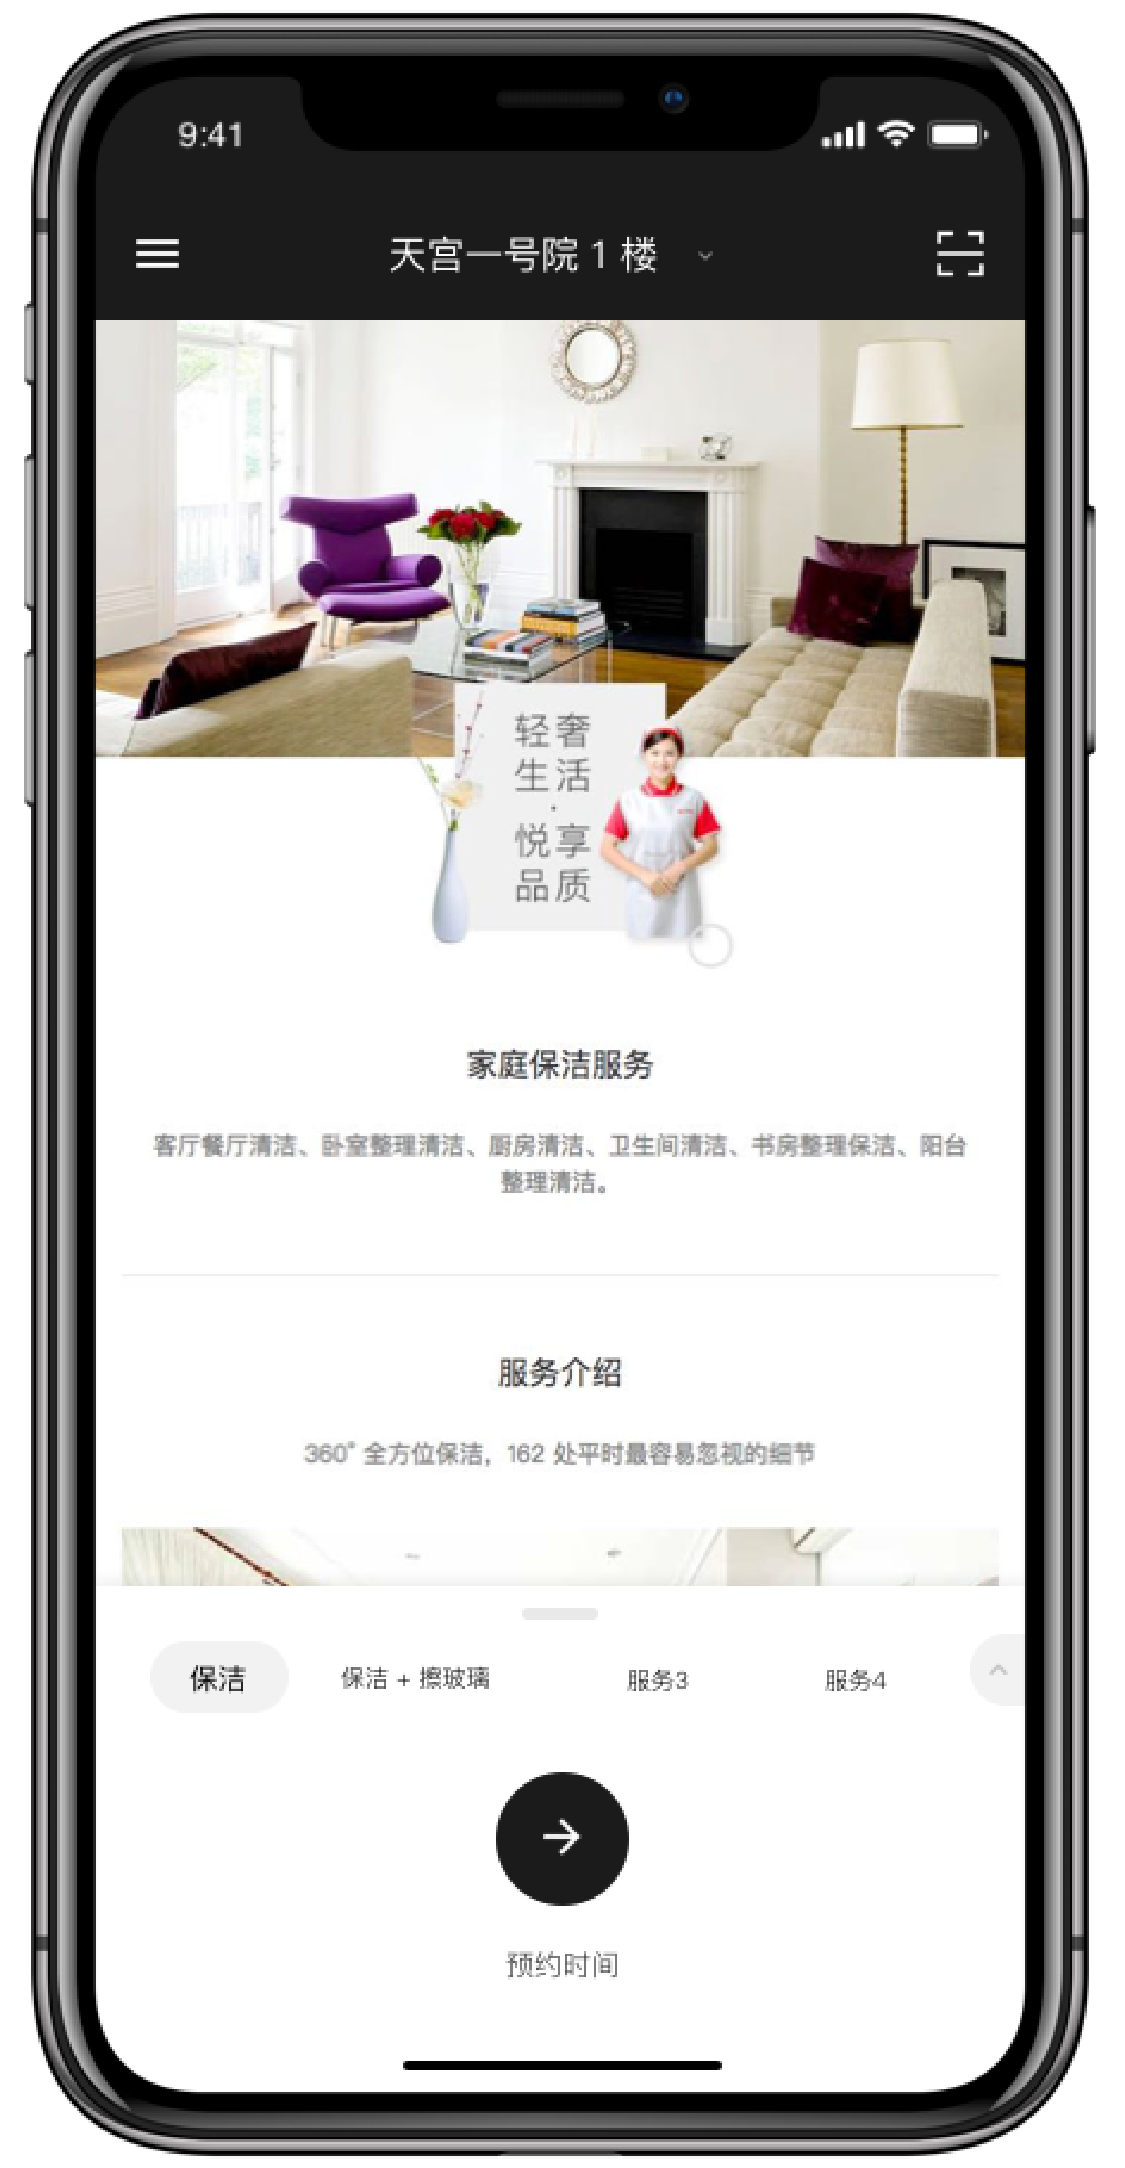 9:41
天宫一号院 1 楼
轻奢
生活
·
悦享
品质
家庭保洁服务
客厅餐厅清洁、卧室整理清洁、厨房清洁、卫生间清洁、书房整理保洁、阳台
整理清洁。
服务介绍
360° 全方位保洁，162 处平时最容易忽视的细节
保洁
保洁 + 擦玻璃
服务3
服务4
预约时间